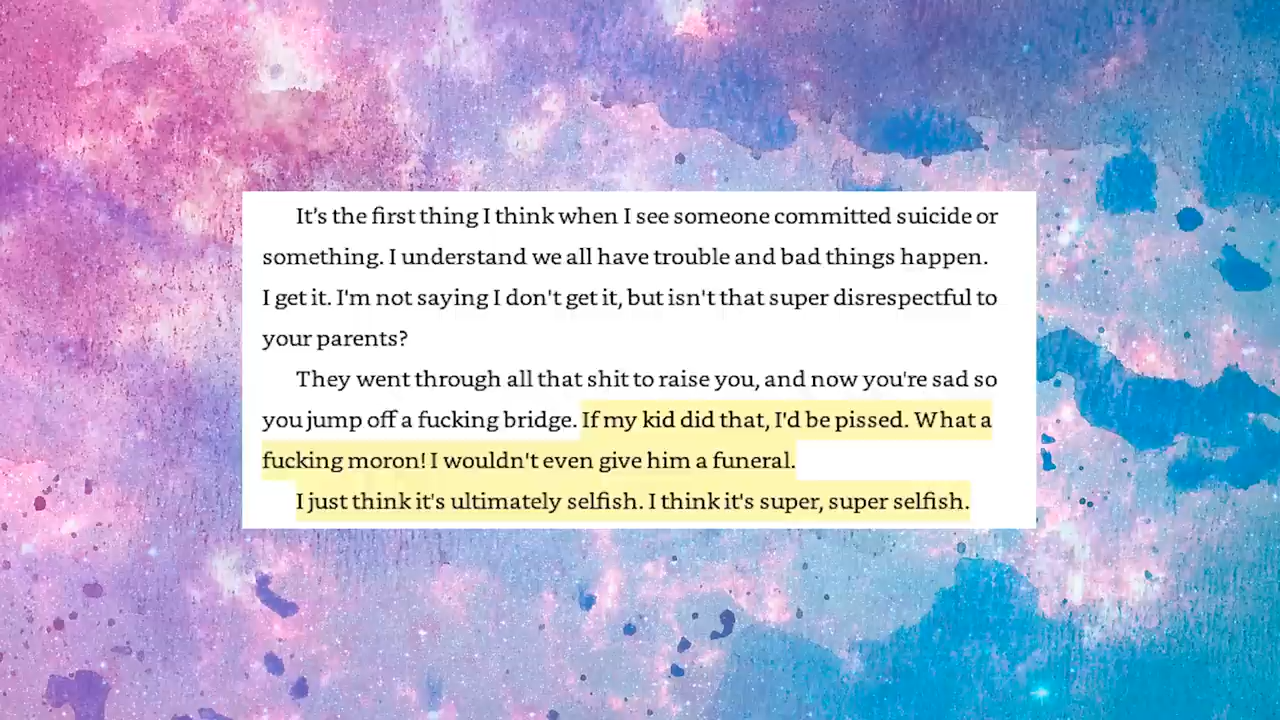 It's the first thing I think when I see someone committed suicide or
something. I understand we all have trouble and bad things happen.
I get it. I'm not saying I don't get it, but isn't that super disrespectful to
your parents?
They went through all that shit to raise you, and now you're sad so
you jump off a fucking bridge. If my kid did that, I'd be pissed. What a
fucking moron! I wouldn't even give him a funeral.
I just think it's ultimately selfish. I think it's super, super selfish.